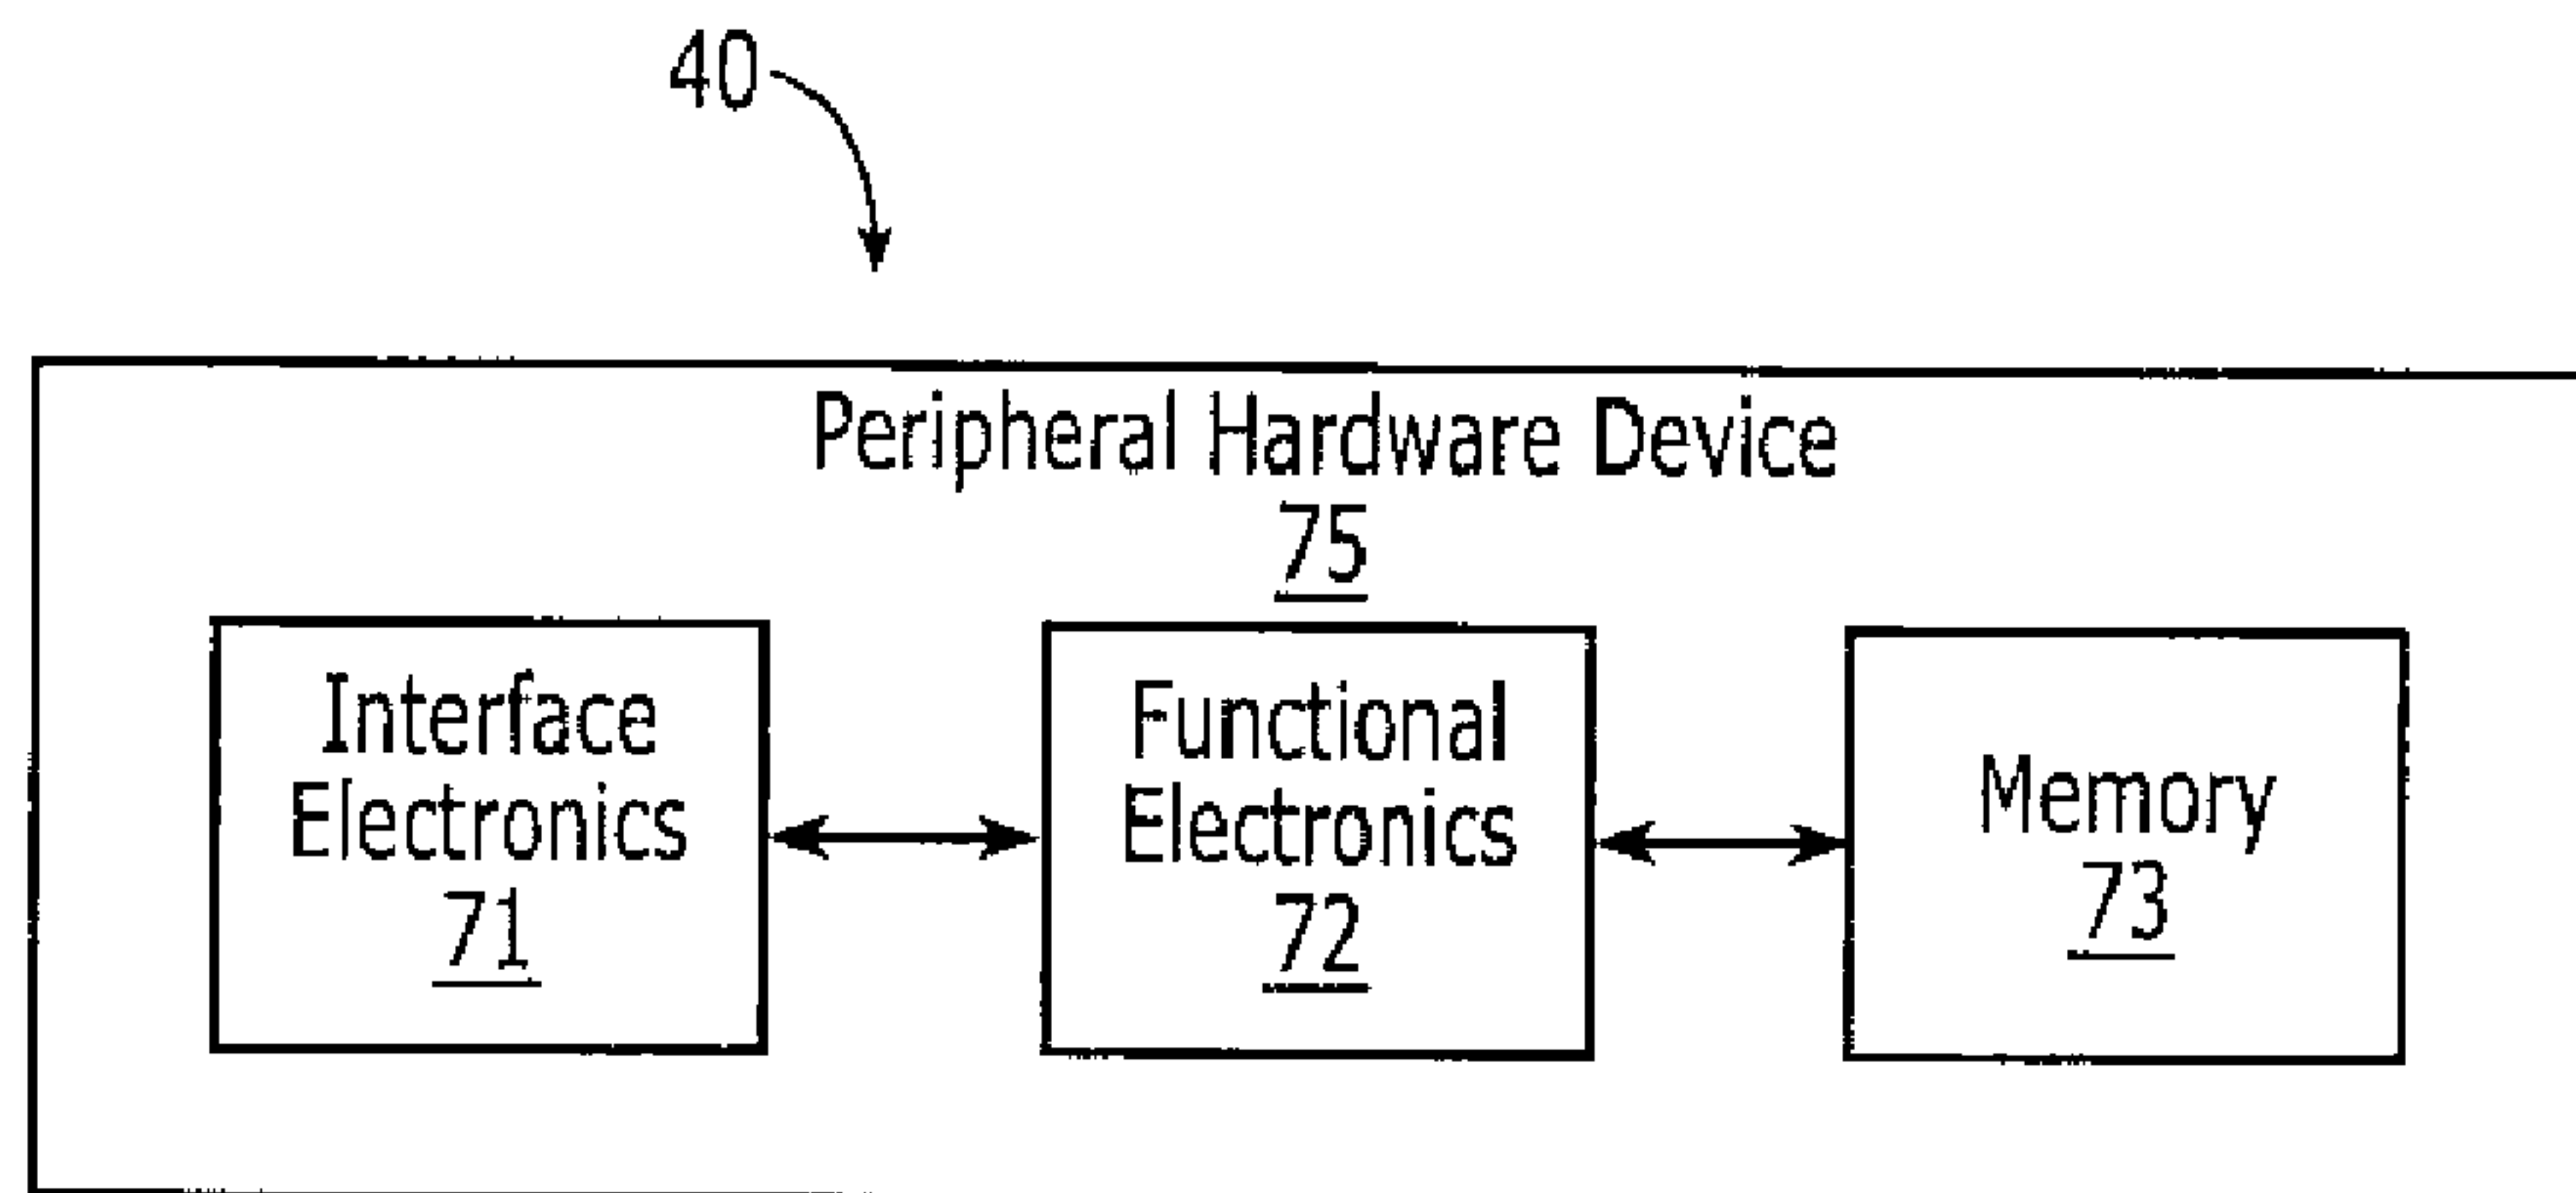 40
Peripheral Hardware Device
75
Interface
Electronics
71
Functional
Electronics
72
Memory
73